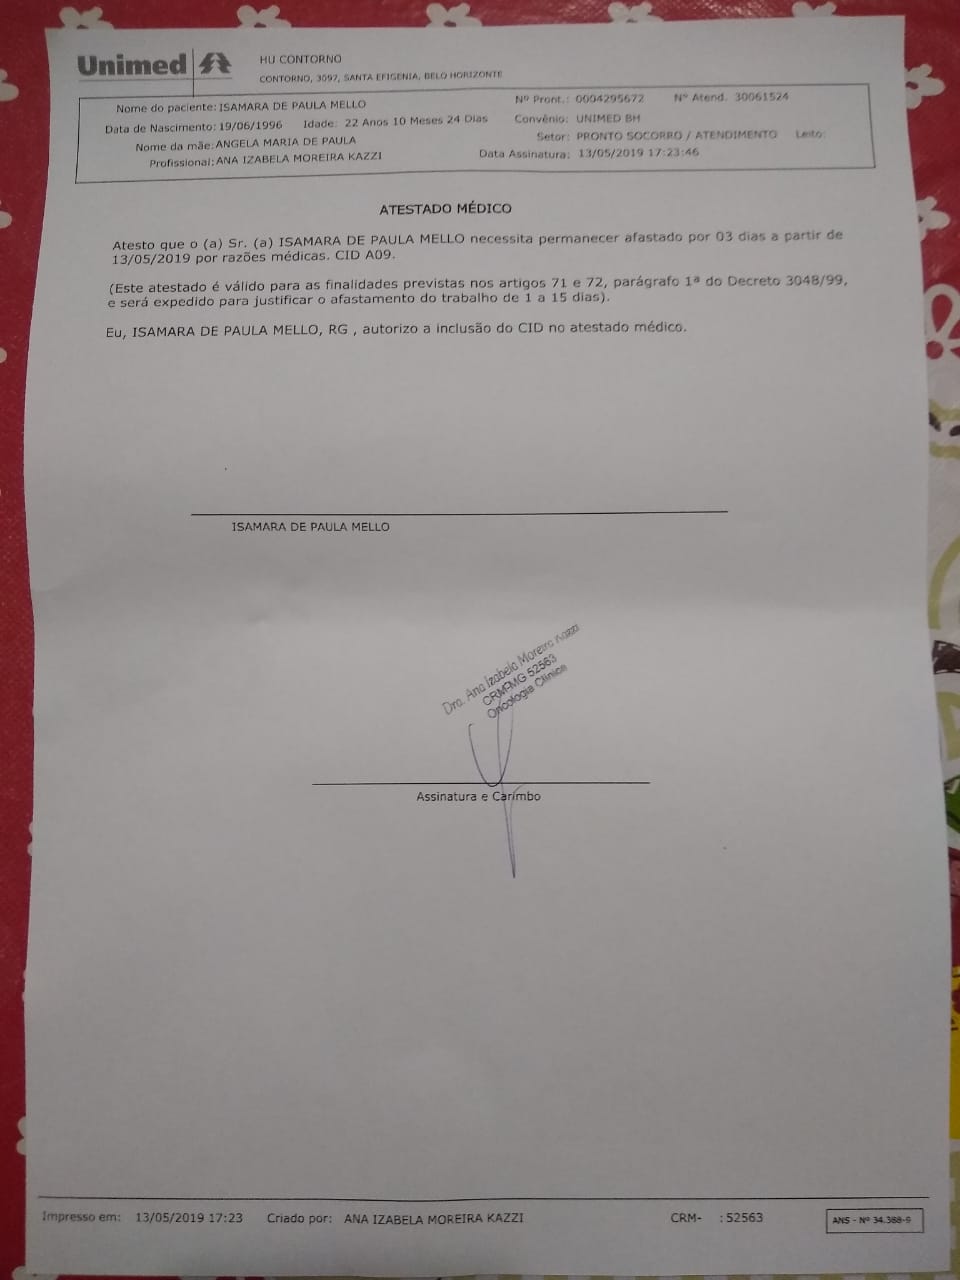 Unimed
HU CONTORNO
CONTORNO, 3097, SANTA EFIGENIA, BELO HORIZONTE
Nome do paciente: ISAMARA DE PAULA MELLO Nº Pront.: 0004295672 Nº Atend. 30061524
Data de Nascimento: 19/06/1996 Idade: 22 Anos 10 Meses 24 Dias Convênio: UNIMED BH
Nome da mãe: ANGELA MARIA DE PAULA Setor: PRONTO SOCORRO / ATENDIMENTO Leito:
Profissional: ANA IZABELA MOREIRA KAZZI Data Assinatura: 13/05/2019 17:23:46
ATESTADO MÉDICO
Atesto que o (a) Sr. (a) ISAMARA DE PAULA MELLO necessita permanecer afastado por 03 dias a partir de
13/05/2019 por razões médicas. CID A09.
(Este atestado é válido para as finalidades previstas nos artigos 71 e 72, parágrafo 1ª do Decreto 3048/99,
e será expedido para justificar o afastamento do trabalho de 1 a 15 dias).
Eu, ISAMARA DE PAULA MELLO, RG , autorizo a inclusão do CID no atestado médico.
ISAMARA DE PAULA MELLO
Dra. Ana Izabela Moreira Kazzi
CRM-MG 52563
Oncologia Clínica
Assinatura e Carimbo
Impresso em: 13/05/2019 17:23 Criado por: ANA IZABELA MOREIRA KAZZI CRM- : 52563
ANS - Nº 34.388-9